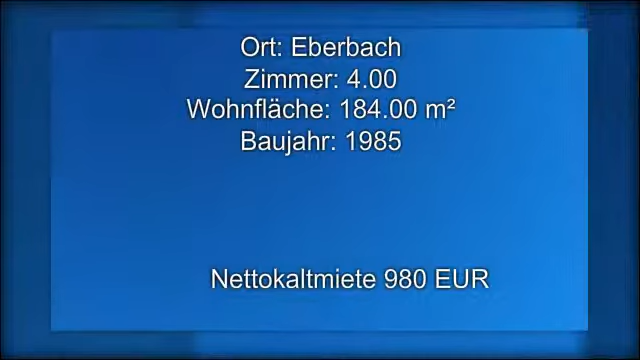 Ort: Eberbach
Zimmer: 4.00
Wohnfläche: 184.00 m²
Baujahr: 1985
Nettokaltmiete 980 EUR